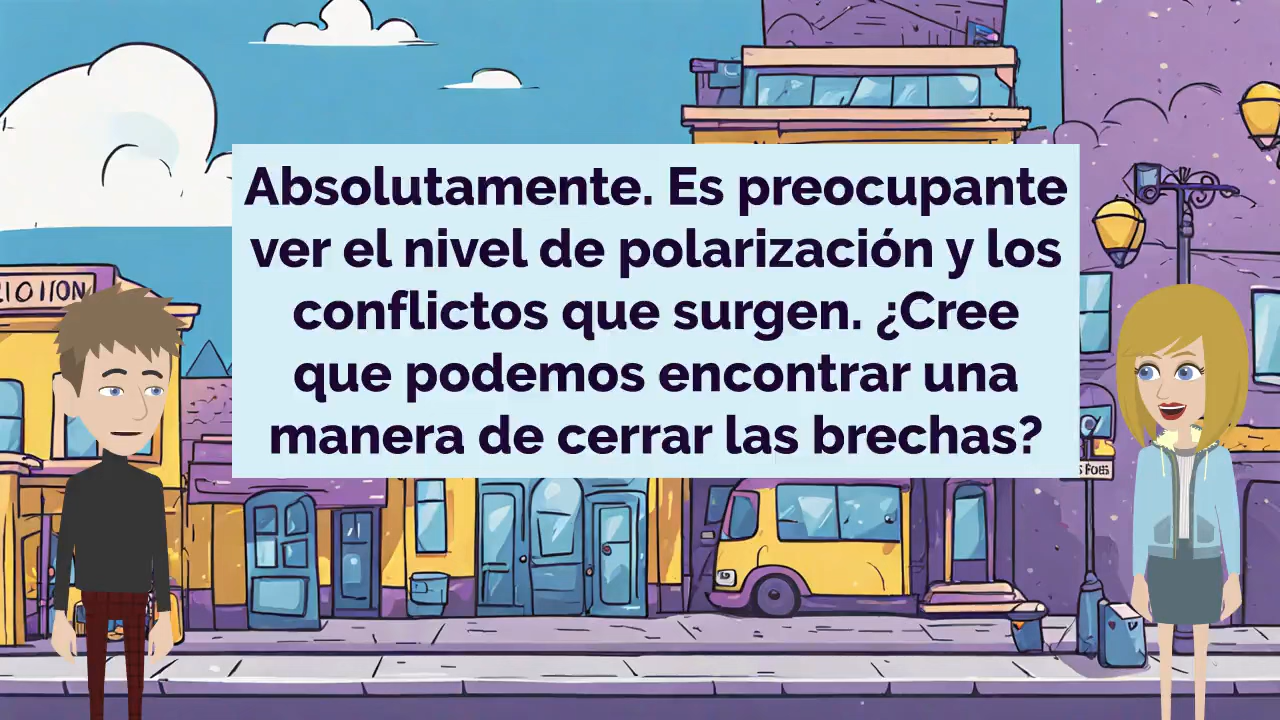 Absolutamente. Es preocupante
ver el nivel de polarización y los
conflictos que surgen. ¿Cree
que podemos encontrar una
manera de cerrar las brechas?